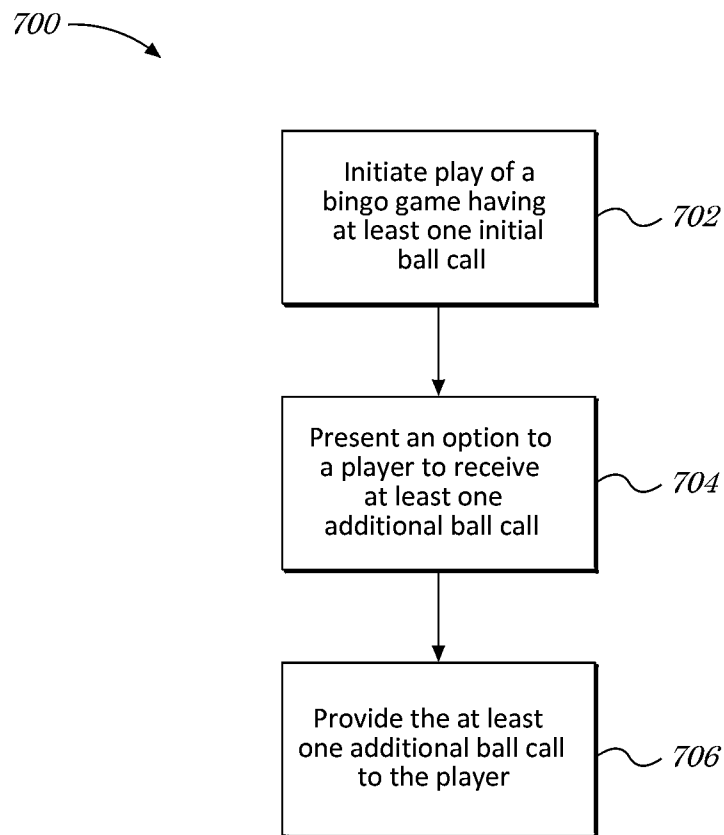 700
Initiate play of a
bingo game having
at least one initial
ball call
702
Present an option to
a player to receive
at least one
additional ball call
704
Provide the at least
one additional ball call
to the player
706